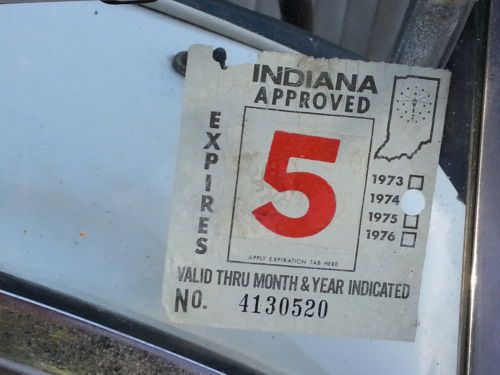 INDIANA
APPROVED
EXPIRES
5
1973
1974
1975
1976
APPLY EXPIRATION TAB HERE
VALID THRU MONTH & YEAR INDICATED
NO. 4130520